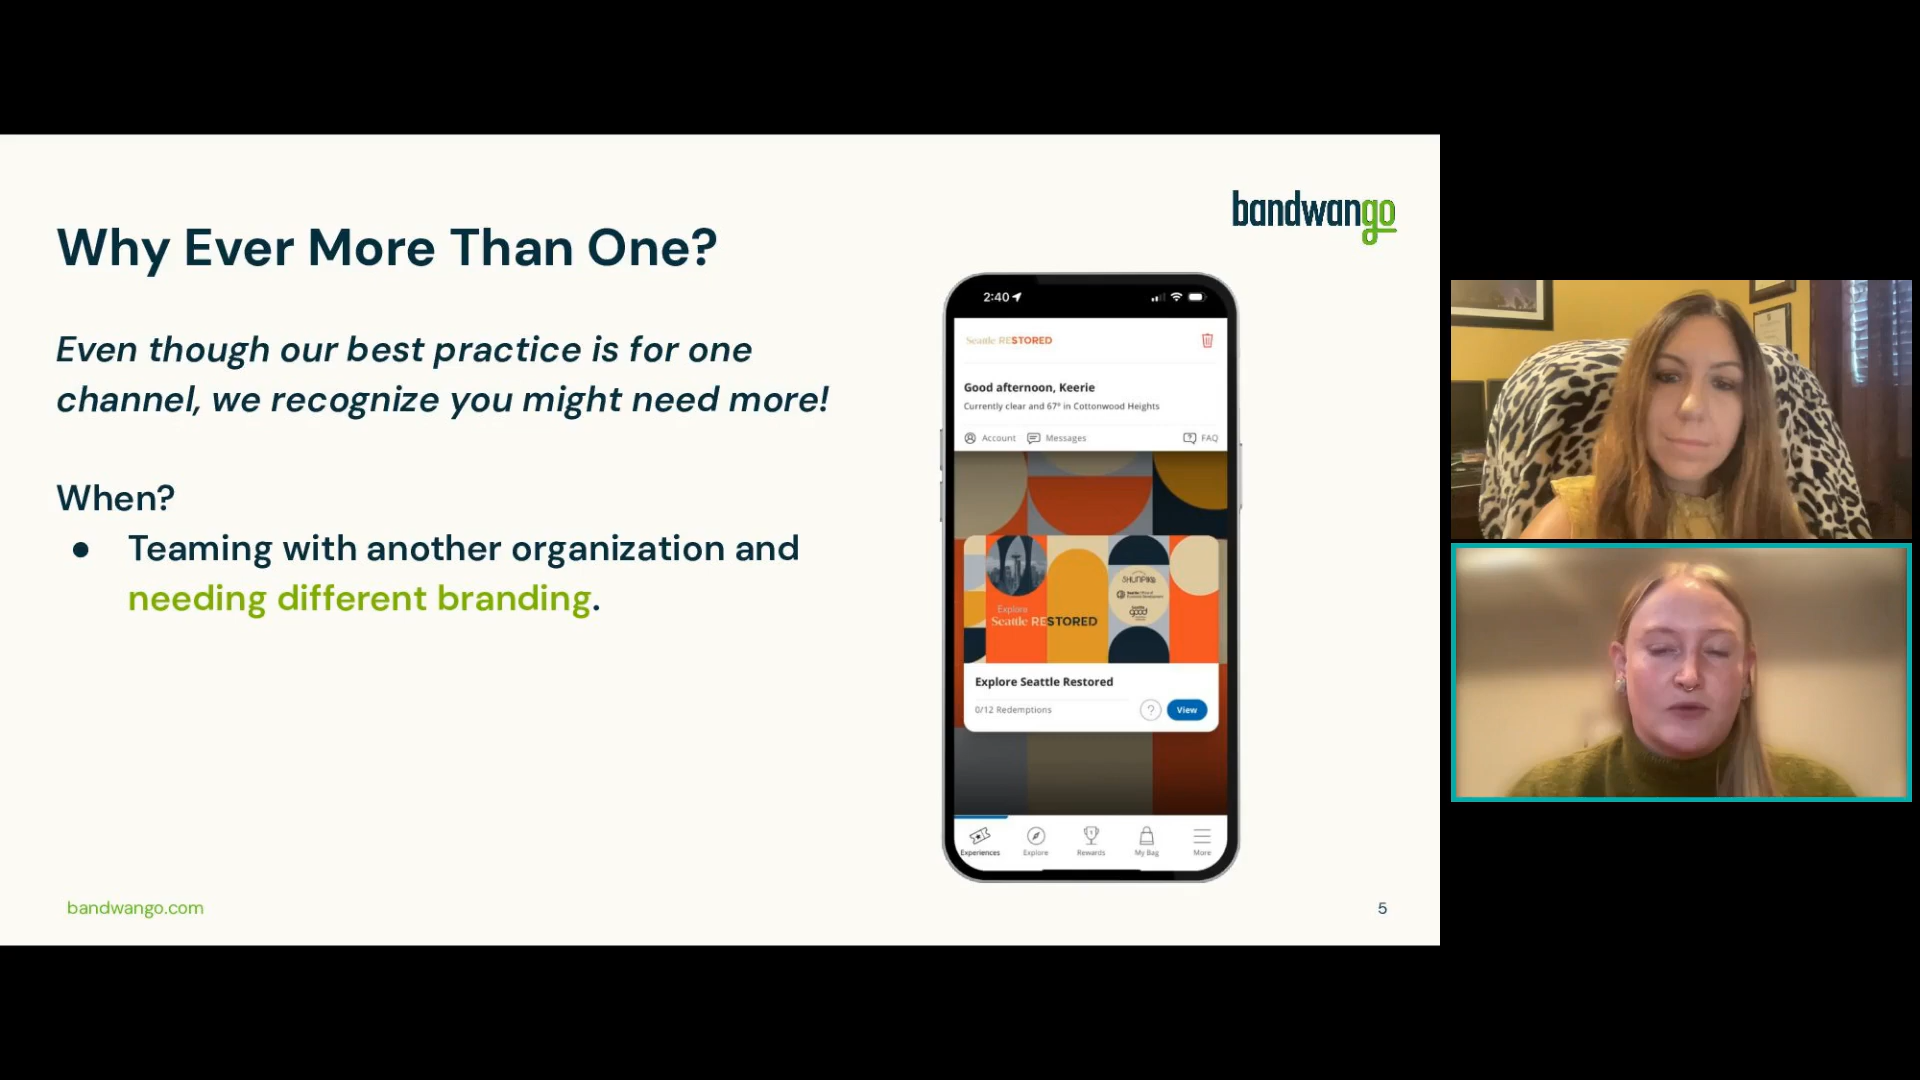 bandwango
Why Ever More Than One?
Even though our best practice is for one
channel, we recognize you might need more!
When?
● Teaming with another organization and
needing different branding.
2:40
Seattle RESTORED
Good afternoon, Keerie
Currently clear and 67° in Cottonwood Heights
Account Messages FAQ
SHUNPIKE
Explore
Seattle RESTORED
good
Explore Seattle Restored
0/12 Redemptions ? View
Experiences Explore Rewards My Bag More
bandwango.com
5